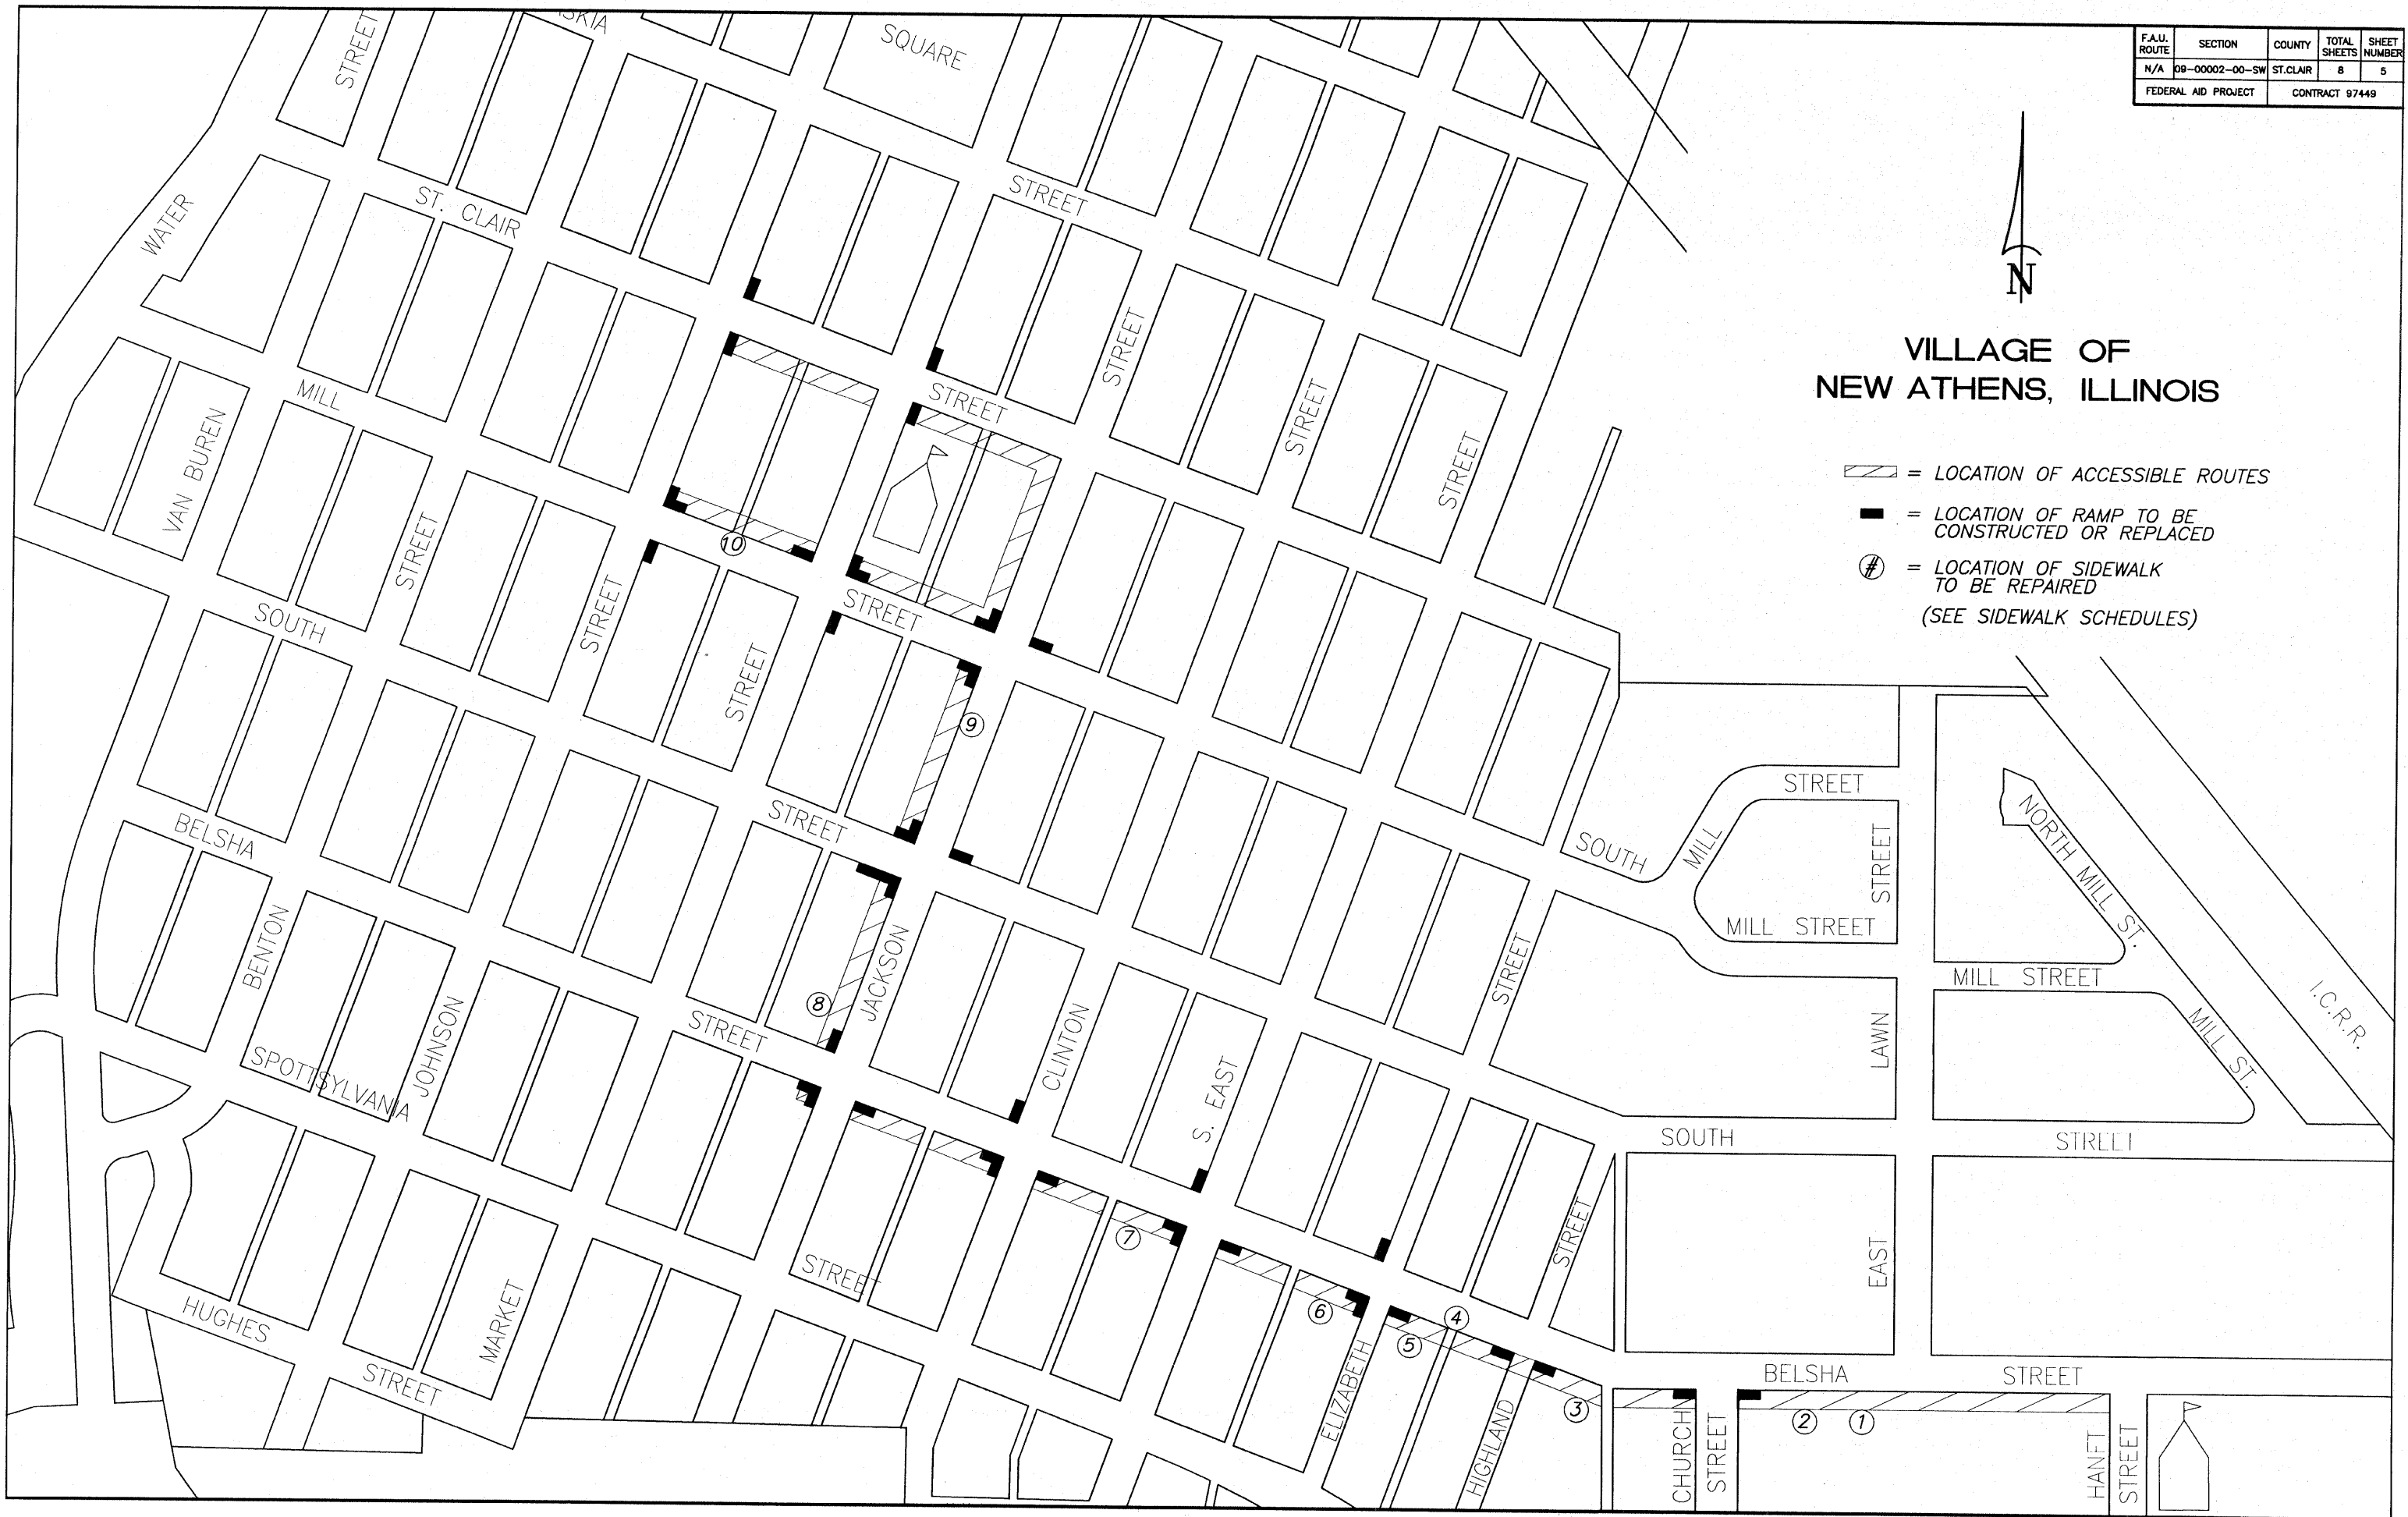 F.A.U. ROUTE SECTION COUNTY TOTAL SHEETS SHEET NUMBER
N/A 09-00002-00-SW ST.CLAIR 8 5
FEDERAL AID PROJECT CONTRACT 97449
N
VILLAGE OF
NEW ATHENS, ILLINOIS
= LOCATION OF ACCESSIBLE ROUTES
= LOCATION OF RAMP TO BE
CONSTRUCTED OR REPLACED
# = LOCATION OF SIDEWALK
TO BE REPAIRED
(SEE SIDEWALK SCHEDULES)
STREET
SQUARE
WATER
ST. CLAIR
STREET
STREET
STREET
STREET
MILL
STREET
VAN BUREN
STREET
STREET
STREET
10
STREET
SOUTH
STREET
9
STREET
BELSHA
STREET
SOUTH
MILL
STREET
STREET
NORTH MILL ST.
MILL STREET
MILL STREET
MILL ST.
I.C.R.R.
LAWN
STREET
BENTON
JACKSON
8
STREET
JOHNSON
SPOTTSYLVANIA
CLINTON
S. EAST
SOUTH
STREET
STREET
EAST
7
STREET
MARKET
HUGHES
STREET
6
5
4
3
ELIZABETH
HIGHLAND
BELSHA
STREET
2
1
CHURCH
STREET
HANFT
STREET